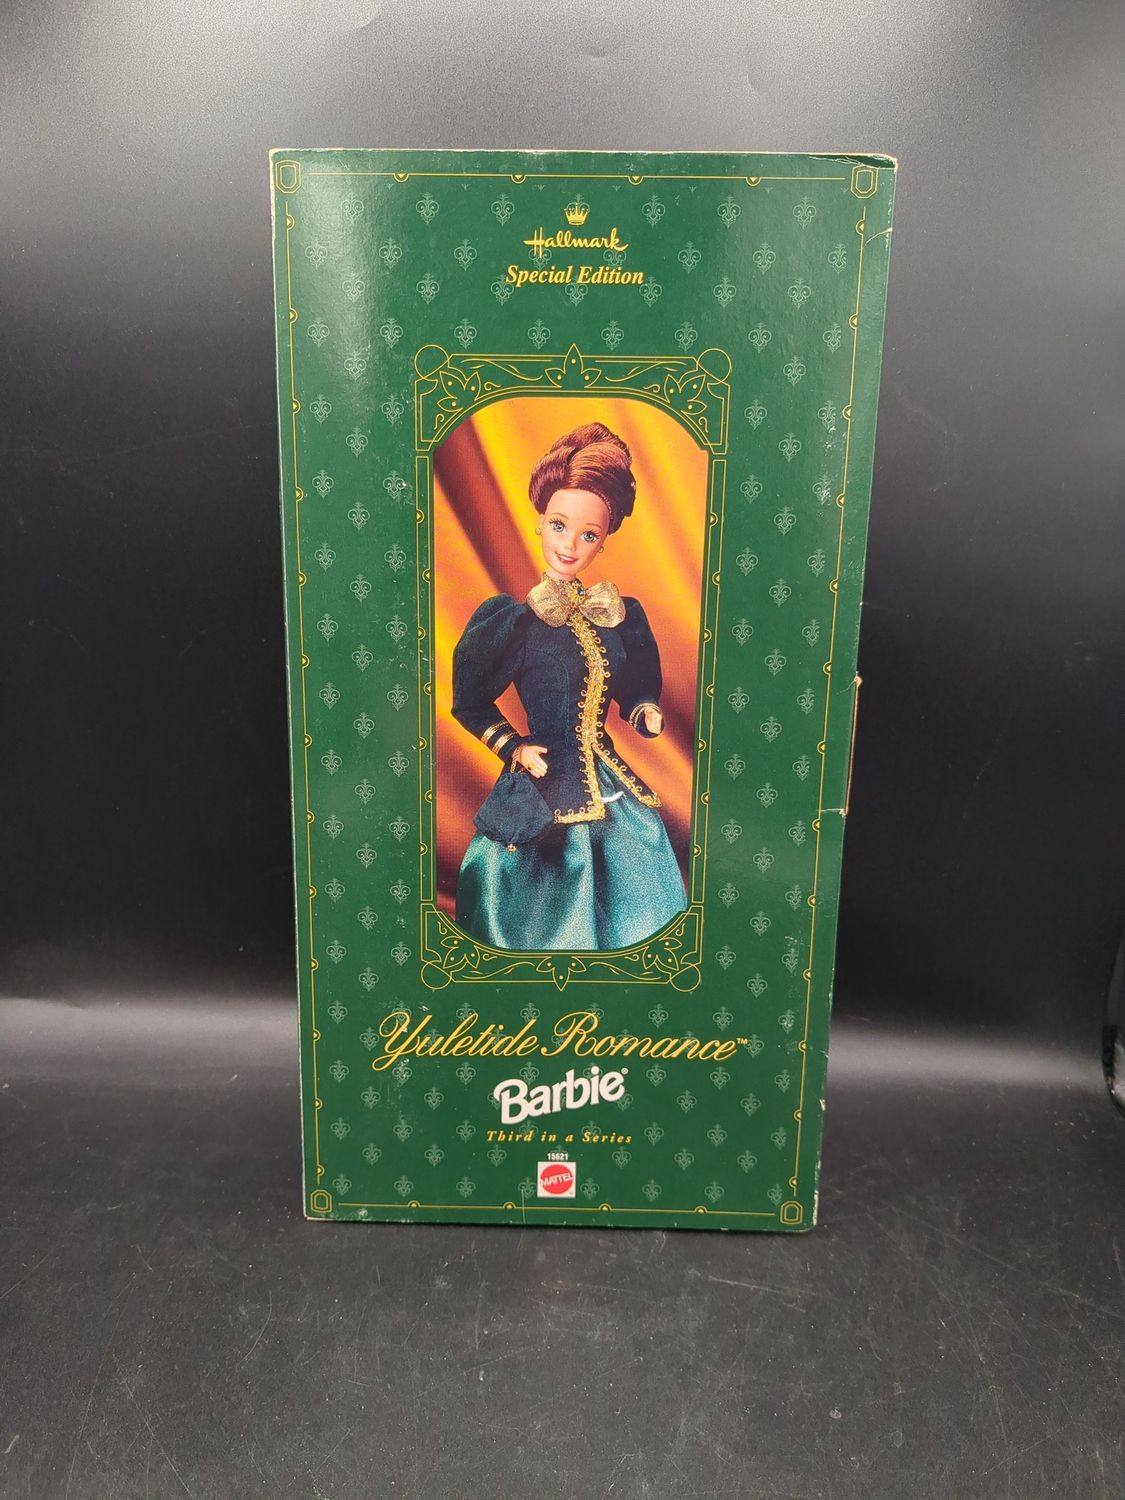 Hallmark
Special Edition
Yuletide Romance™
Barbie®
Third in a Series
15621
MATTEL